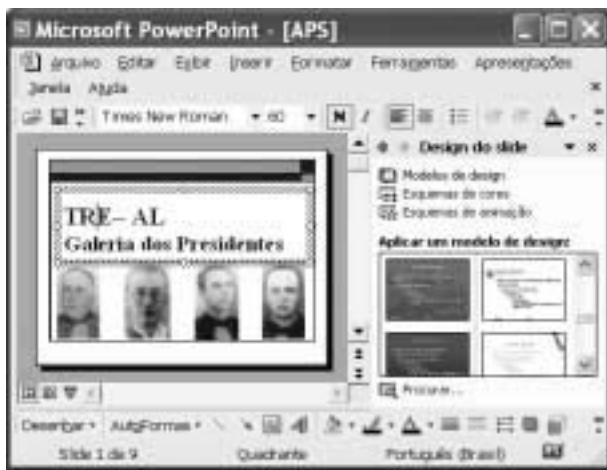 Microsoft PowerPoint - [APS]
Arquivo Editar Exibir Inserir Formatar Ferramentas Apresentações
Janela Ajuda
Times New Roman 60 N I A
Design do slide
Modelos de design
Esquemas de cores
Esquemas de animação
Aplicar um modelo de design:
TRE– AL
Galeria dos Presidentes
Procurar...
Desenhar AutoFormas
Slide 1 de 9 Quadrante Português (Brasil)